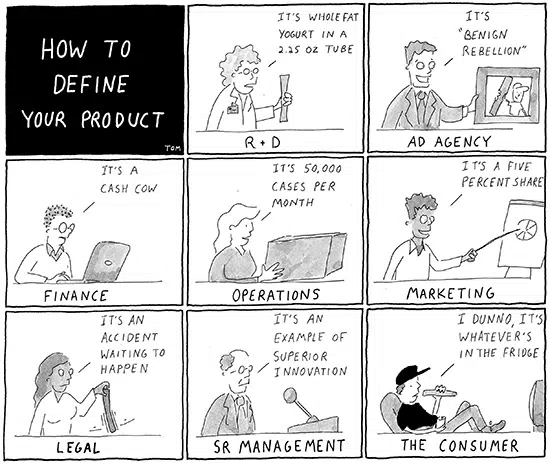 HOW TO
DEFINE
YOUR PRODUCT
TOM
IT'S WHOLE FAT
YOGURT IN A
2.25 OZ TUBE
R + D
IT'S
"BENIGN
REBELLION"
AD AGENCY
IT'S A
CASH COW
FINANCE
IT'S 50,000
CASES PER
MONTH
OPERATIONS
IT'S A FIVE
PERCENT SHARE
MARKETING
IT'S AN
ACCIDENT
WAITING TO
HAPPEN
LEGAL
IT'S AN
EXAMPLE OF
SUPERIOR
INNOVATION
SR MANAGEMENT
I DUNNO, IT'S
WHATEVER'S
IN THE FRIDGE
THE CONSUMER